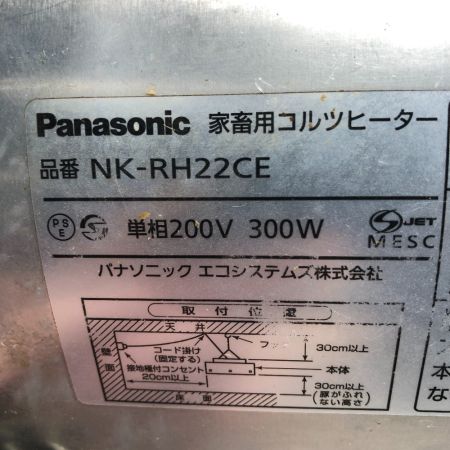 Panasonic 家畜用コルツヒーター
品番 NK-RH22CE
PS
E
単相200V 300W
S JET
MESC
パナソニック エコシステムズ株式会社
取付位置
天井
コード掛け
(固定する)
フ
30cm以上
壁面
接地極付コンセント
20cm以上
本体
30cm以上
(豚がふれ
ない高さ)
床面
本
な